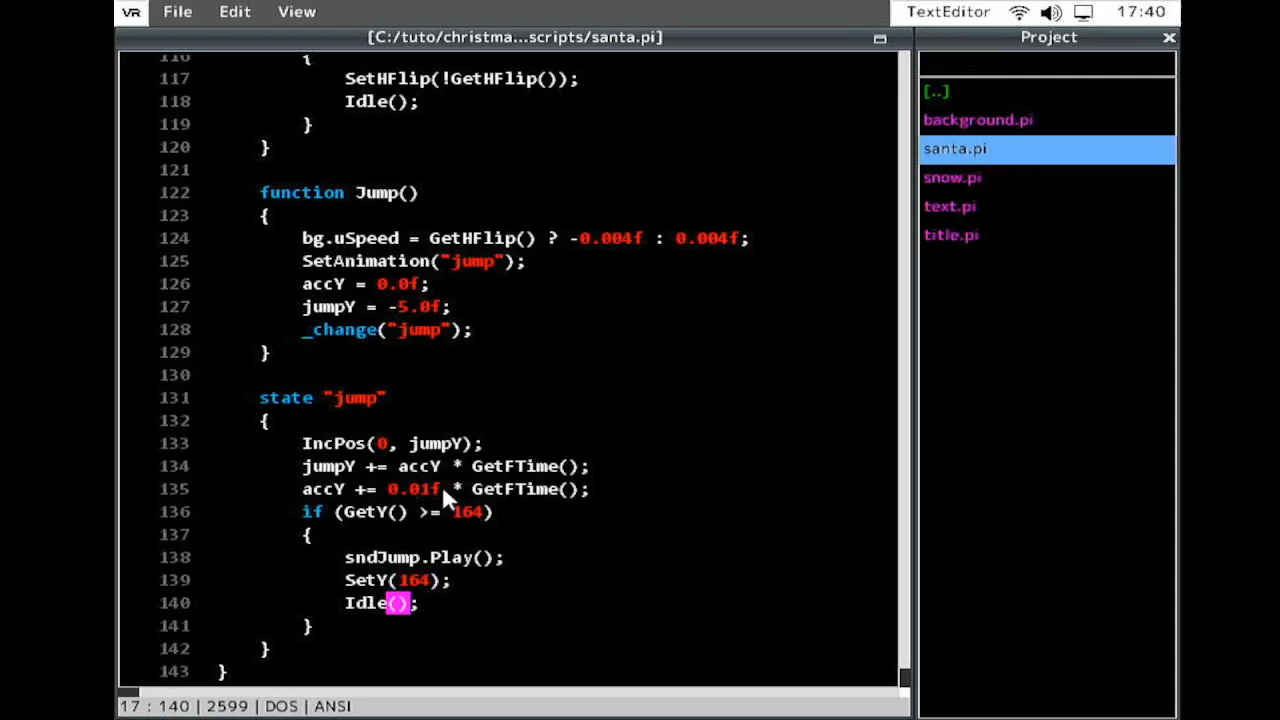 VR File Edit View TextEditor 17:40
[C:/tuto/christma...scripts/santa.pi] Project
116 {
117 SetHFlip(!GetHFlip());
118 Idle();
119 }
120 }
121
122 function Jump()
123 {
124 bg.uSpeed = GetHFlip() ? -0.004f : 0.004f;
125 SetAnimation("jump");
126 accY = 0.0f;
127 jumpY = -5.0f;
128 _change("jump");
129 }
130
131 state "jump"
132 {
133 IncPos(0, jumpY);
134 jumpY += accY * GetFTime();
135 accY += 0.01f * GetFTime();
136 if (GetY() >= 164)
137 {
138 sndJump.Play();
139 SetY(164);
140 Idle();
141 }
142 }
143 }
[..]
background.pi
santa.pi
snow.pi
text.pi
title.pi
17 : 140 | 2599 | DOS | ANSI